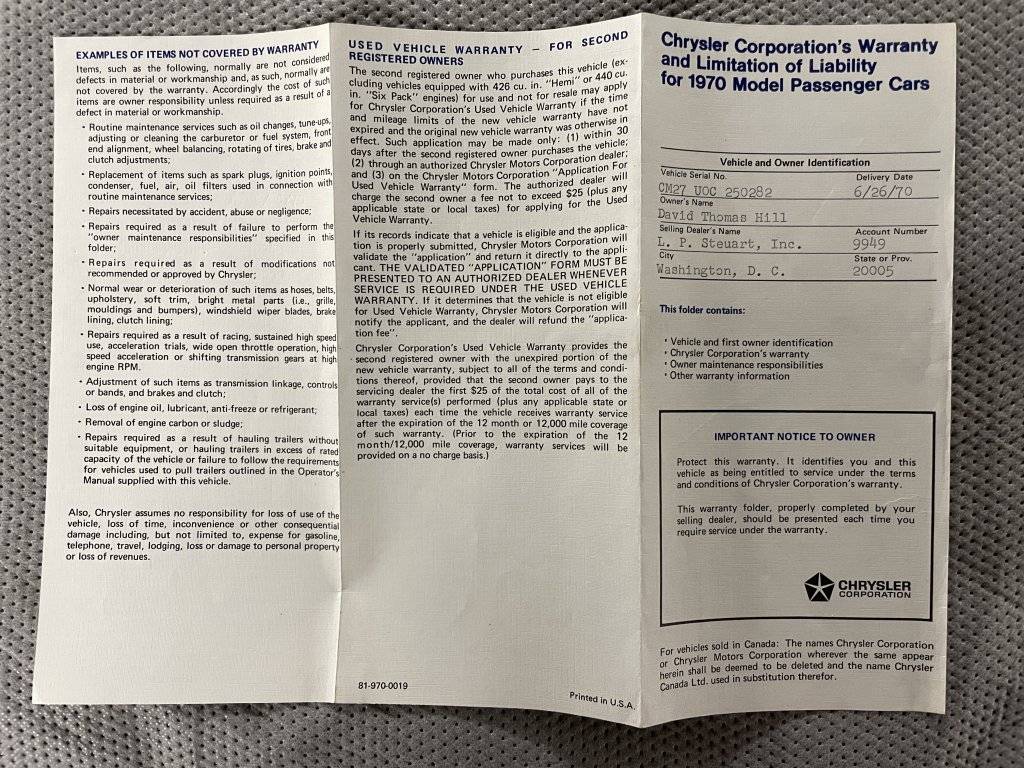 EXAMPLES OF ITEMS NOT COVERED BY WARRANTY
Items, such as the following, normally are not considered
defects in material or workmanship and, as such, normally are
not covered by the warranty. Accordingly the cost of such
items are owner responsibility unless required as a result of a
defect in material or workmanship.
• Routine maintenance services such as oil changes, tune-ups,
adjusting or cleaning the carburetor or fuel system, front
end alignment, wheel balancing, rotating of tires, brake and
clutch adjustments;
• Replacement of items such as spark plugs, ignition points,
condenser, fuel, air, oil filters used in connection with
routine maintenance services;
• Repairs necessitated by accident, abuse or negligence;
• Repairs required as a result of failure to perform the
"owner maintenance responsibilities" specified in this
folder;
• Repairs required as a result of modifications not
recommended or approved by Chrysler;
• Normal wear or deterioration of such items as hoses, belts,
upholstery, soft trim, bright metal parts (i.e., grille,
mouldings and bumpers), windshield wiper blades, brake
lining, clutch lining;
• Repairs required as a result of racing, sustained high speed
use, acceleration trials, wide open throttle operation, high
speed acceleration or shifting transmission gears at high
engine RPM.
• Adjustment of such items as transmission linkage, controls
or bands, and brakes and clutch;
• Loss of engine oil, lubricant, anti-freeze or refrigerant;
• Removal of engine carbon or sludge;
• Repairs required as a result of hauling trailers without
suitable equipment, or hauling trailers in excess of rated
capacity of the vehicle or failure to follow the requirements
for vehicles used to pull trailers outlined in the Operator's
Manual supplied with this vehicle.
Also, Chrysler assumes no responsibility for loss of use of the
vehicle, loss of time, inconvenience or other consequential
damage including, but not limited to, expense for gasoline,
telephone, travel, lodging, loss or damage to personal property
or loss of revenues.
USED VEHICLE WARRANTY – FOR SECOND
REGISTERED OWNERS
The second registered owner who purchases this vehicle (ex-
cluding vehicles equipped with 426 cu. in. "Hemi" or 440 cu.
in. "Six Pack" engines) for use and not for resale may apply
for Chrysler Corporation's Used Vehicle Warranty if the time
and mileage limits of the new vehicle warranty have not
expired and the original new vehicle warranty was otherwise in
effect. Such application may be made only: (1) within 30
days after the second registered owner purchases the vehicle;
(2) through an authorized Chrysler Motors Corporation dealer;
and (3) on the Chrysler Corporation "Application For
Used Vehicle Warranty" form. The authorized dealer will
charge the second owner a fee not to exceed $25 (plus any
applicable state or local taxes) for applying for the Used
Vehicle Warranty.
If its records indicate that a vehicle is eligible and the applica-
tion is properly submitted, Chrysler Motors Corporation will
validate the "application" and return it directly to the appli-
cant. THE VALIDATED "APPLICATION" FORM MUST BE
PRESENTED TO AN AUTHORIZED DEALER WHENEVER
SERVICE IS REQUIRED UNDER THE USED VEHICLE
WARRANTY. If it determines that the vehicle is not eligible
for Used Vehicle Warranty, Chrysler Motors Corporation will
notify the applicant, and the dealer will refund the "applica-
tion fee".
Chrysler Corporation's Used Vehicle Warranty provides the
second registered owner with the unexpired portion of the
new vehicle warranty, subject to all of the terms and condi-
tions thereof, provided that the second owner pays to the
servicing dealer the first $25 of the total cost of all of the
warranty service(s) performed (plus any applicable state or
local taxes) each time the vehicle receives warranty service
after the expiration of the 12 month or 12,000 mile coverage
of such warranty. (Prior to the expiration of the 12
month/12,000 mile coverage, warranty services will be
provided on a no charge basis.)
81-970-0019
Printed in U.S.A.
Chrysler Corporation's Warranty
and Limitation of Liability
for 1970 Model Passenger Cars
Vehicle and Owner Identification
Vehicle Serial No. Delivery Date
CM27 UOC 250282 6/26/70
Owner's Name
David Thomas Hill
Selling Dealer's Name Account Number
L. P. Steuart, Inc. 9949
City State or Prov.
Washington, D. C. 20005
This folder contains:
• Vehicle and first owner identification
• Chrysler Corporation's warranty
• Owner maintenance responsibilities
• Other warranty information
IMPORTANT NOTICE TO OWNER
Protect this warranty. It identifies you and this
vehicle as being entitled to service under the terms
and conditions of Chrysler Corporation's warranty.
This warranty folder, properly completed by your
selling dealer, should be presented each time you
require service under the warranty.
CHRYSLER
CORPORATION
For vehicles sold in Canada: The names Chrysler Corporation
or Chrysler Motors Corporation wherever the same appear
herein shall be deemed to be deleted and the name Chrysler
Canada Ltd. used in substitution therefor.